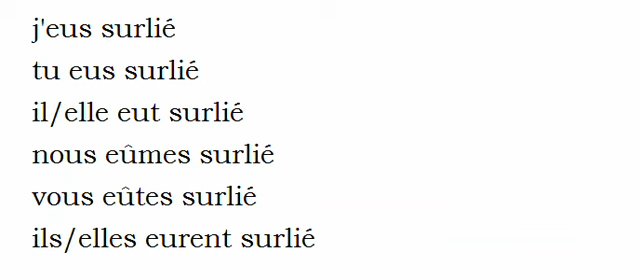 j'eus surlié
tu eus surlié
il/elle eut surlié
nous eûmes surlié
vous eûtes surlié
ils/elles eurent surlié